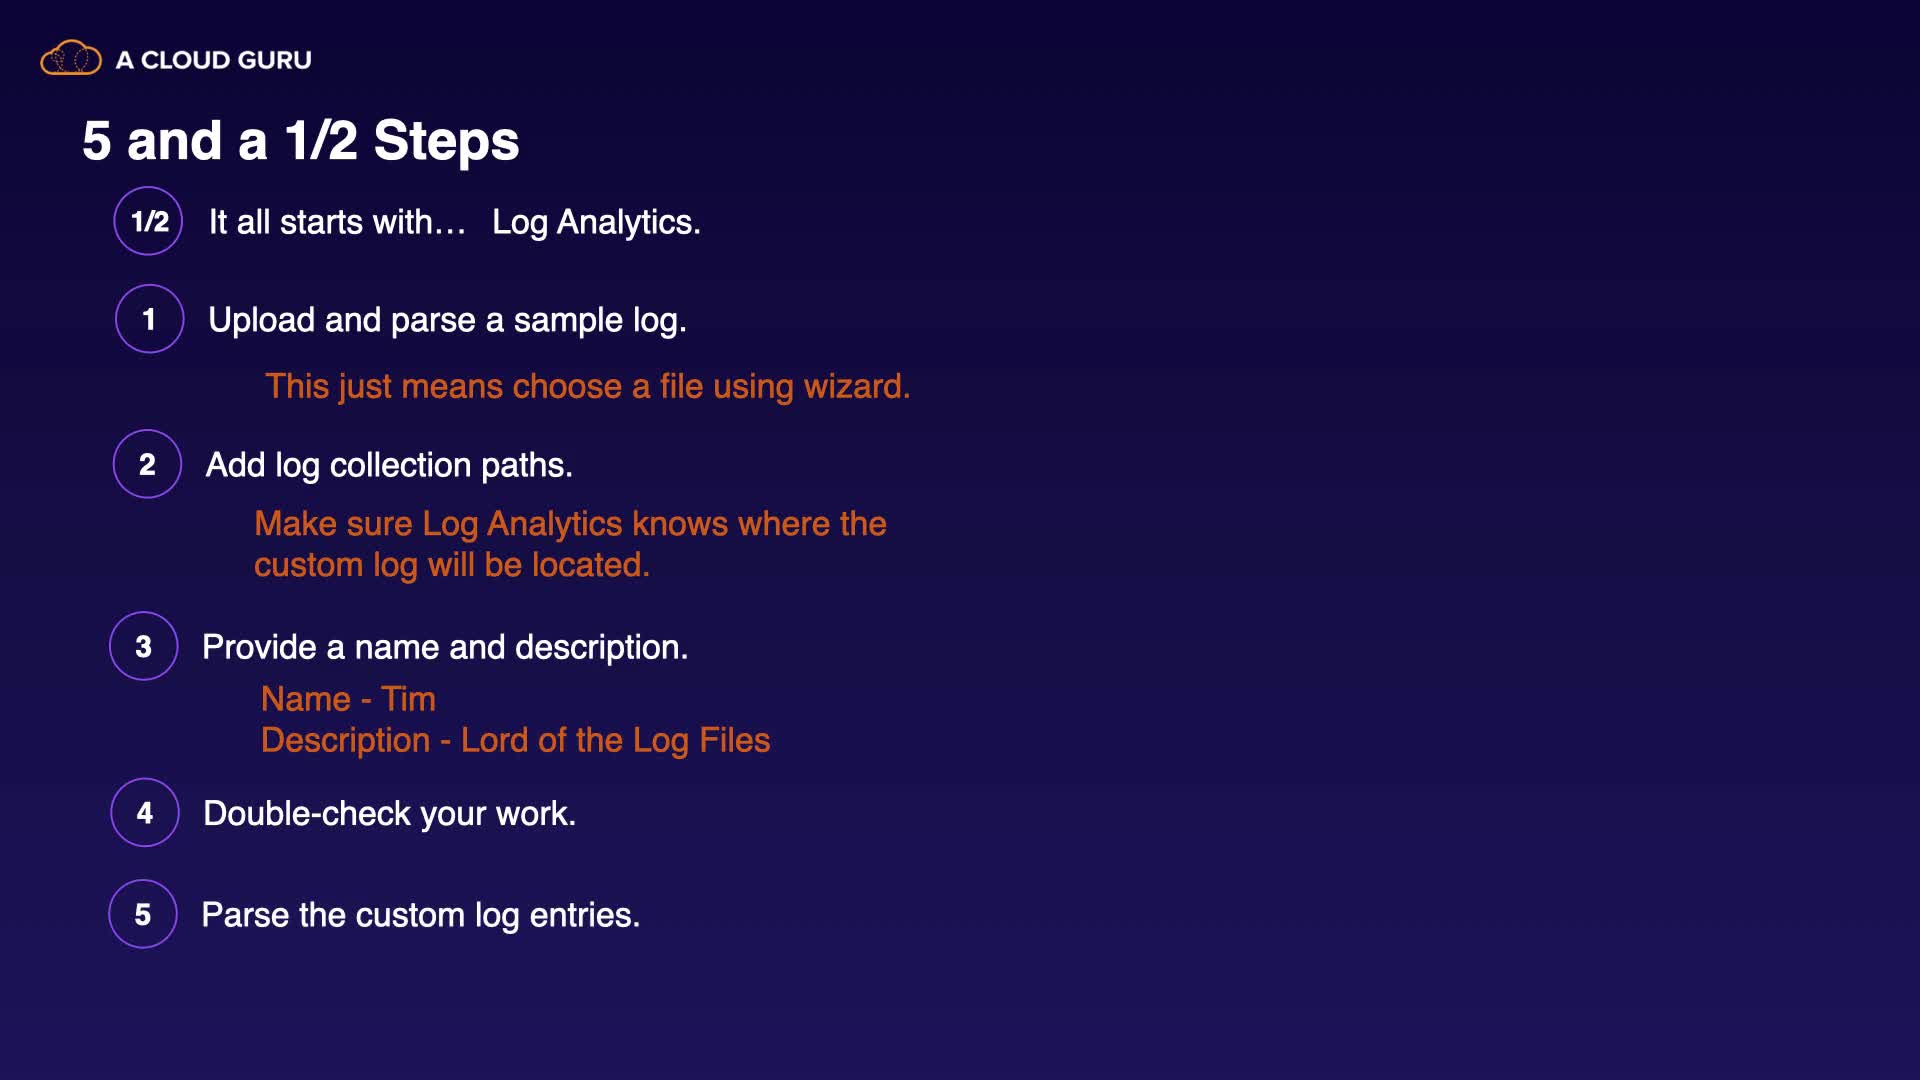 A CLOUD GURU
5 and a 1/2 Steps
1/2 It all starts with… Log Analytics.
1 Upload and parse a sample log.
This just means choose a file using wizard.
2 Add log collection paths.
Make sure Log Analytics knows where the
custom log will be located.
3 Provide a name and description.
Name - Tim
Description - Lord of the Log Files
4 Double-check your work.
5 Parse the custom log entries.